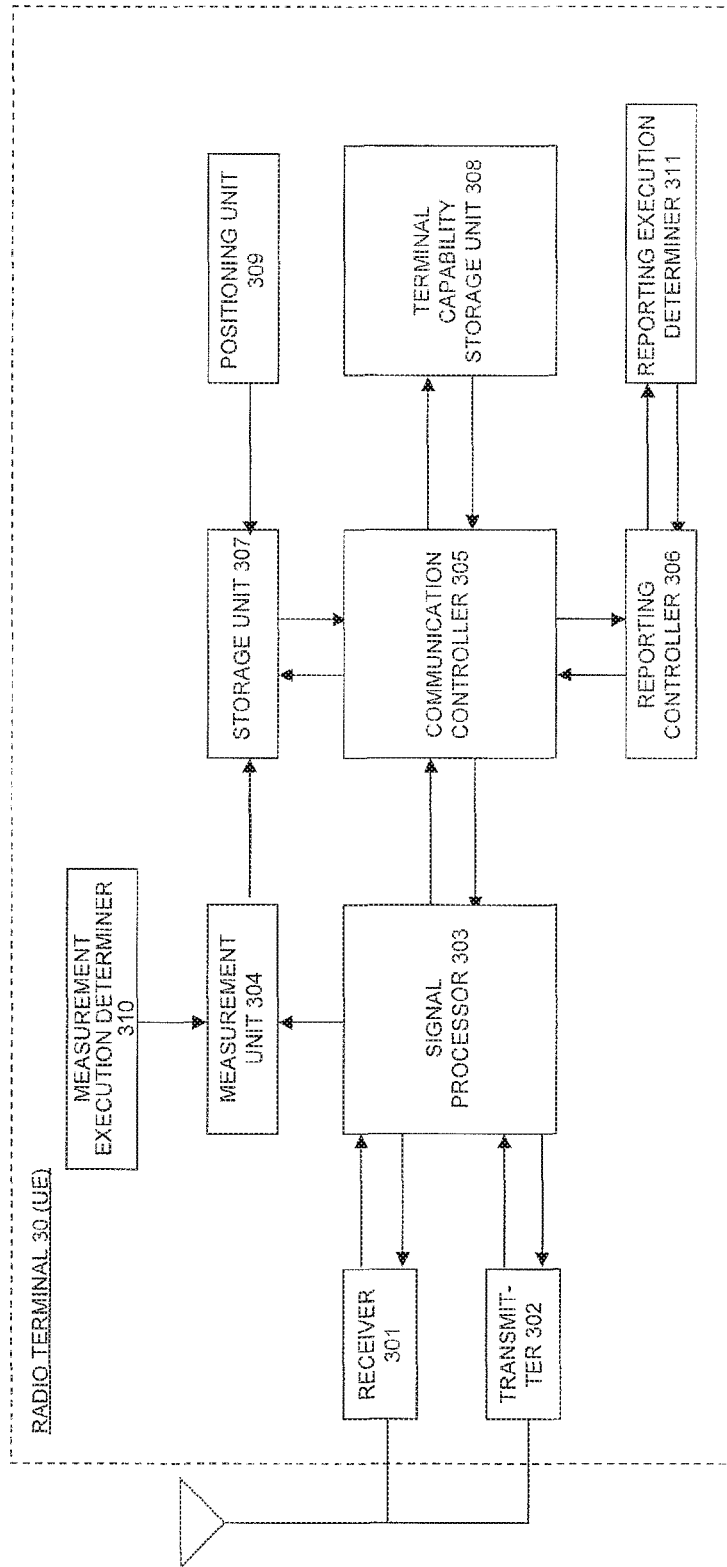 RADIO TERMINAL 30 (UE)
MEASUREMENT
EXECUTION DETERMINER
310
MEASUREMENT
UNIT 304
STORAGE UNIT 307
POSITIONING UNIT
309
RECEIVER
301
TRANSMIT-
TER 302
SIGNAL
PROCESSOR 303
COMMUNICATION
CONTROLLER 305
TERMINAL
CAPABILITY
STORAGE UNIT 308
REPORTING
CONTROLLER 306
REPORTING EXECUTION
DETERMINER 311